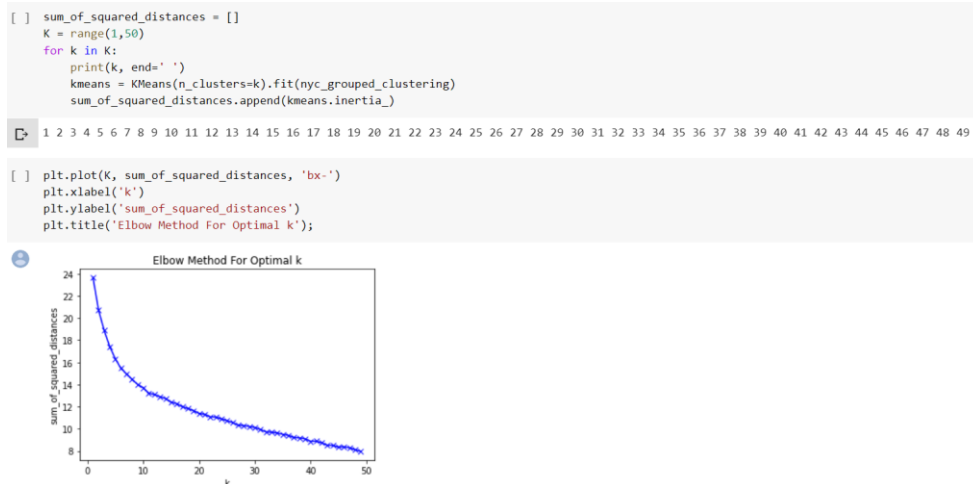 [ ] sum_of_squared_distances = []
K = range(1,50)
for k in K:
    print(k, end=' ')
    kmeans = KMeans(n_clusters=k).fit(nyc_grouped_clustering)
    sum_of_squared_distances.append(kmeans.inertia_)
1 2 3 4 5 6 7 8 9 10 11 12 13 14 15 16 17 18 19 20 21 22 23 24 25 26 27 28 29 30 31 32 33 34 35 36 37 38 39 40 41 42 43 44 45 46 47 48 49
[ ] plt.plot(K, sum_of_squared_distances, 'bx-')
plt.xlabel('k')
plt.ylabel('sum_of_squared_distances')
plt.title('Elbow Method For Optimal k');
Elbow Method For Optimal k
sum_of_squared_distances
24
22
20
18
16
14
12
10
8
0 10 20 30 40 50
k